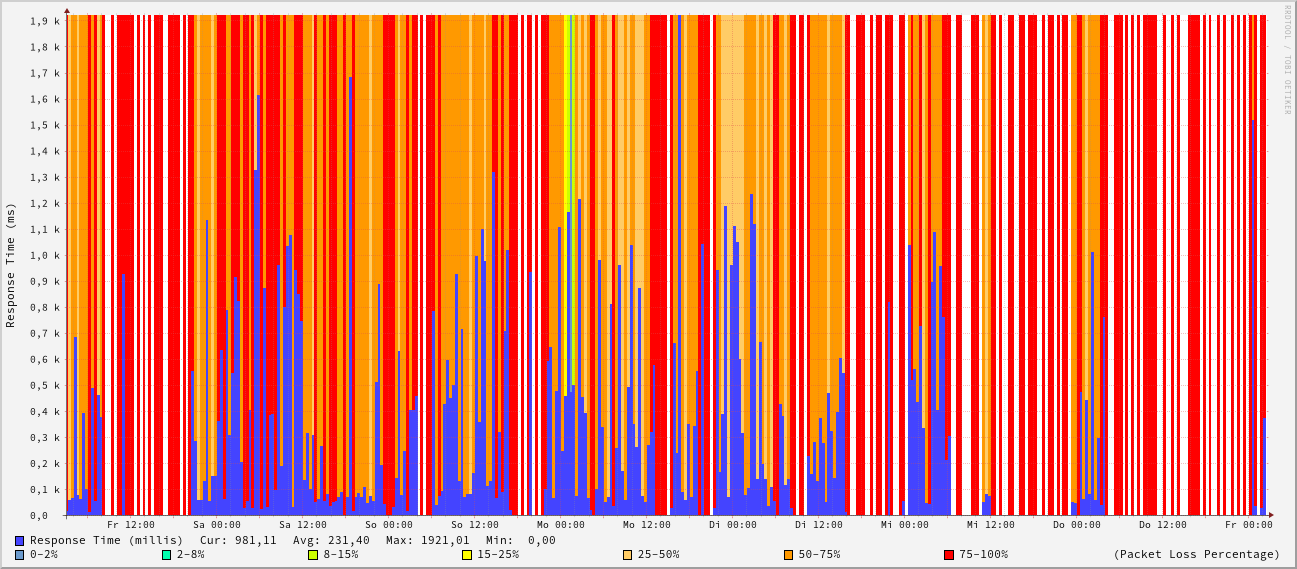 RRDTOOL / TOBI OETIKER
Response Time (ms)
1,9 k
1,8 k
1,7 k
1,6 k
1,5 k
1,4 k
1,3 k
1,2 k
1,1 k
1,0 k
0,9 k
0,8 k
0,7 k
0,6 k
0,5 k
0,4 k
0,3 k
0,2 k
0,1 k
0,0
Fr 12:00 Sa 00:00 Sa 12:00 So 00:00 So 12:00 Mo 00:00 Mo 12:00 Di 00:00 Di 12:00 Mi 00:00 Mi 12:00 Do 00:00 Do 12:00 Fr 00:00
Response Time (millis) Cur: 981,11 Avg: 231,40 Max: 1921,01 Min: 0,00
0-2% 2-8% 8-15% 15-25% 25-50% 50-75% 75-100% (Packet Loss Percentage)